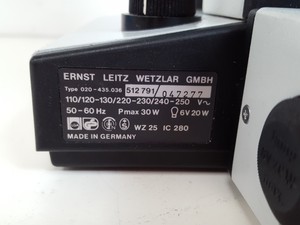 ERNST LEITZ WETZLAR GMBH
Type 020-435.036 512 791/047277
110/120-130/220-230/240-250 V~
50-60 Hz Pmax 30 W 6V 20 W
WZ 25 IC 280
MADE IN GERMANY